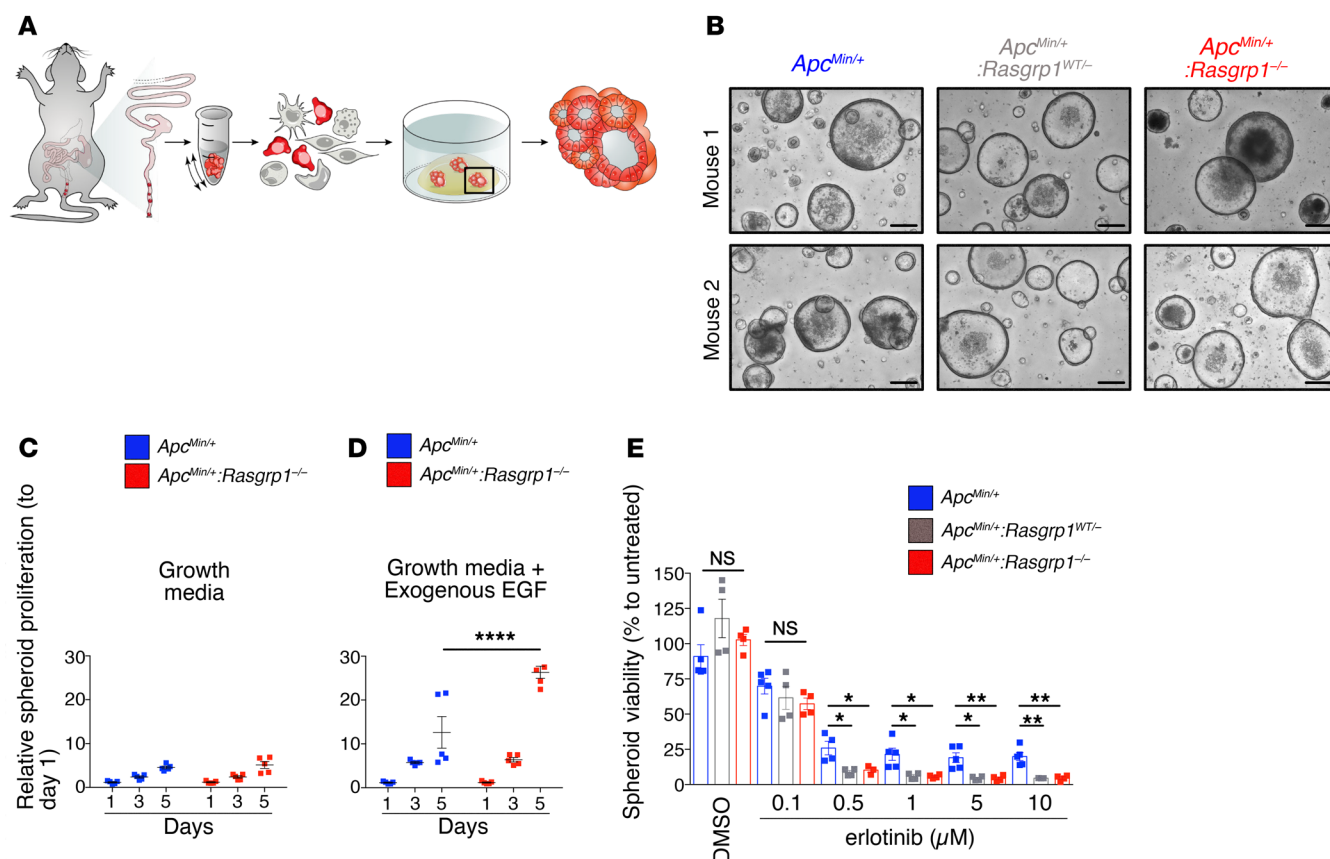 A
B
Apc^Min/+
Apc^Min/+
:Rasgrp1^WT/–
Apc^Min/+
:Rasgrp1^–/–
Mouse 1
Mouse 2
C
Apc^Min/+
Apc^Min/+:Rasgrp1^–/–
Growth
media
Relative spheroid proliferation (to
day 1)
30
20
10
0
1 3 5 1 3 5
Days
D
Apc^Min/+
Apc^Min/+:Rasgrp1^–/–
Growth media +
Exogenous EGF
****
30
20
10
0
1 3 5 1 3 5
Days
E
Apc^Min/+
Apc^Min/+:Rasgrp1^WT/–
Apc^Min/+:Rasgrp1^–/–
Spheroid viability (% to untreated)
150
125
100
75
50
25
0
NS
NS
* * ** **
* * * **
DMSO 0.1 0.5 1 5 10
erlotinib (µM)